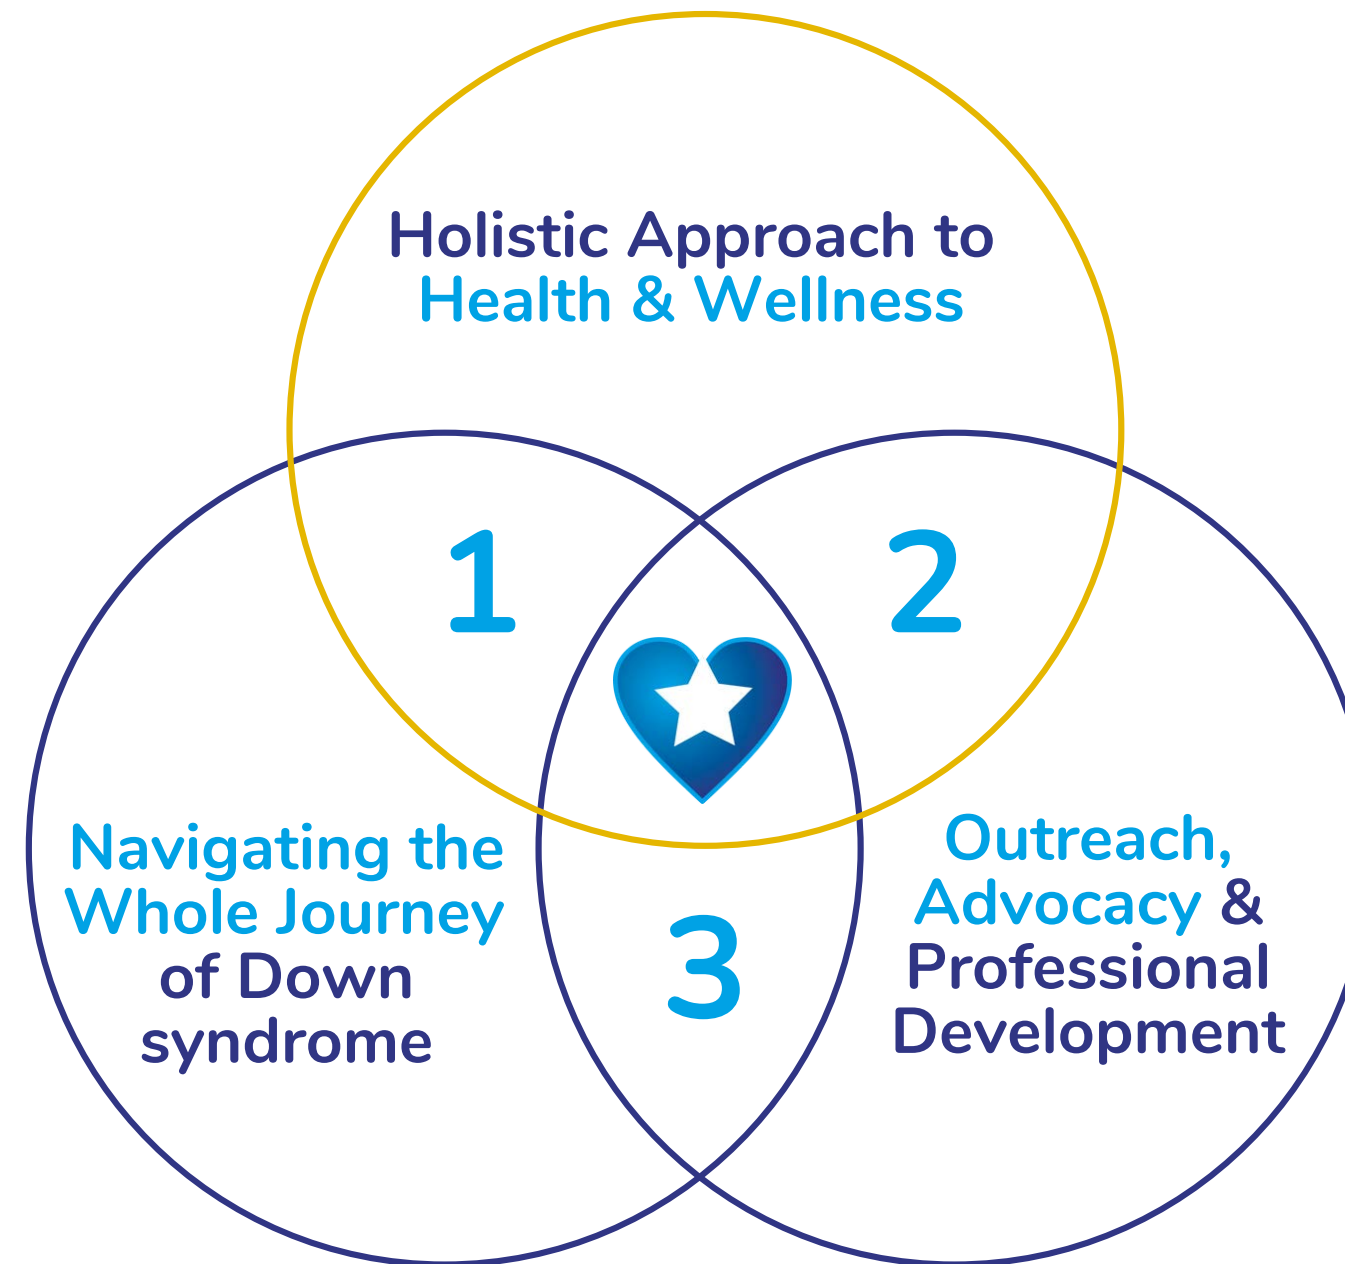 Holistic Approach to
Health & Wellness
1
2
3
Navigating the
Whole Journey
of Down
syndrome
Outreach,
Advocacy &
Professional
Development